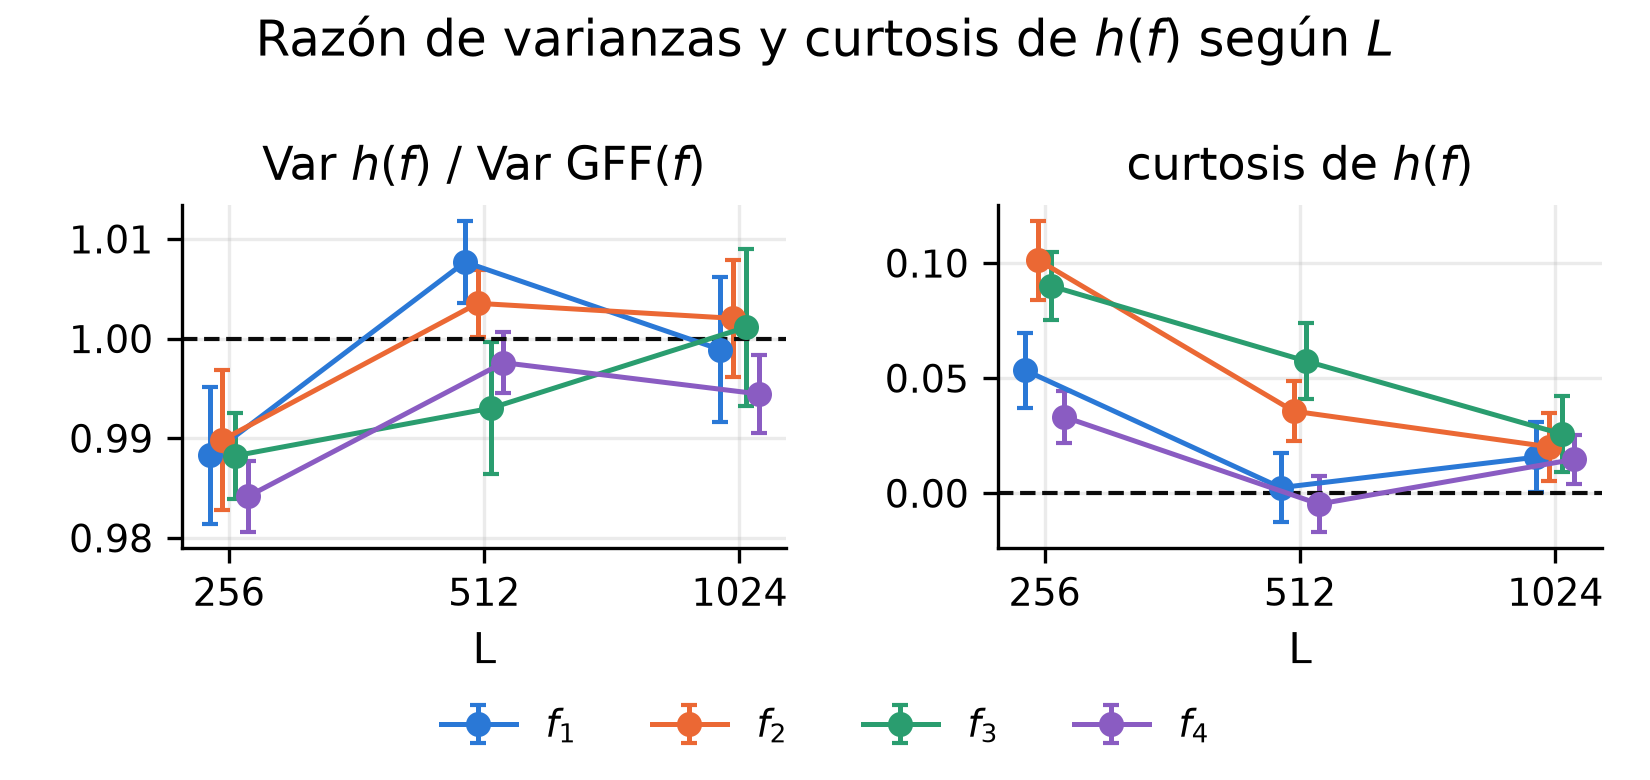 Razón de varianzas y curtosis de h(f) según L
Var h(f) / Var GFF(f)
1.01
1.00
0.99
0.98
256 512 1024
L
curtosis de h(f)
0.10
0.05
0.00
256 512 1024
L
f₁ f₂ f₃ f₄